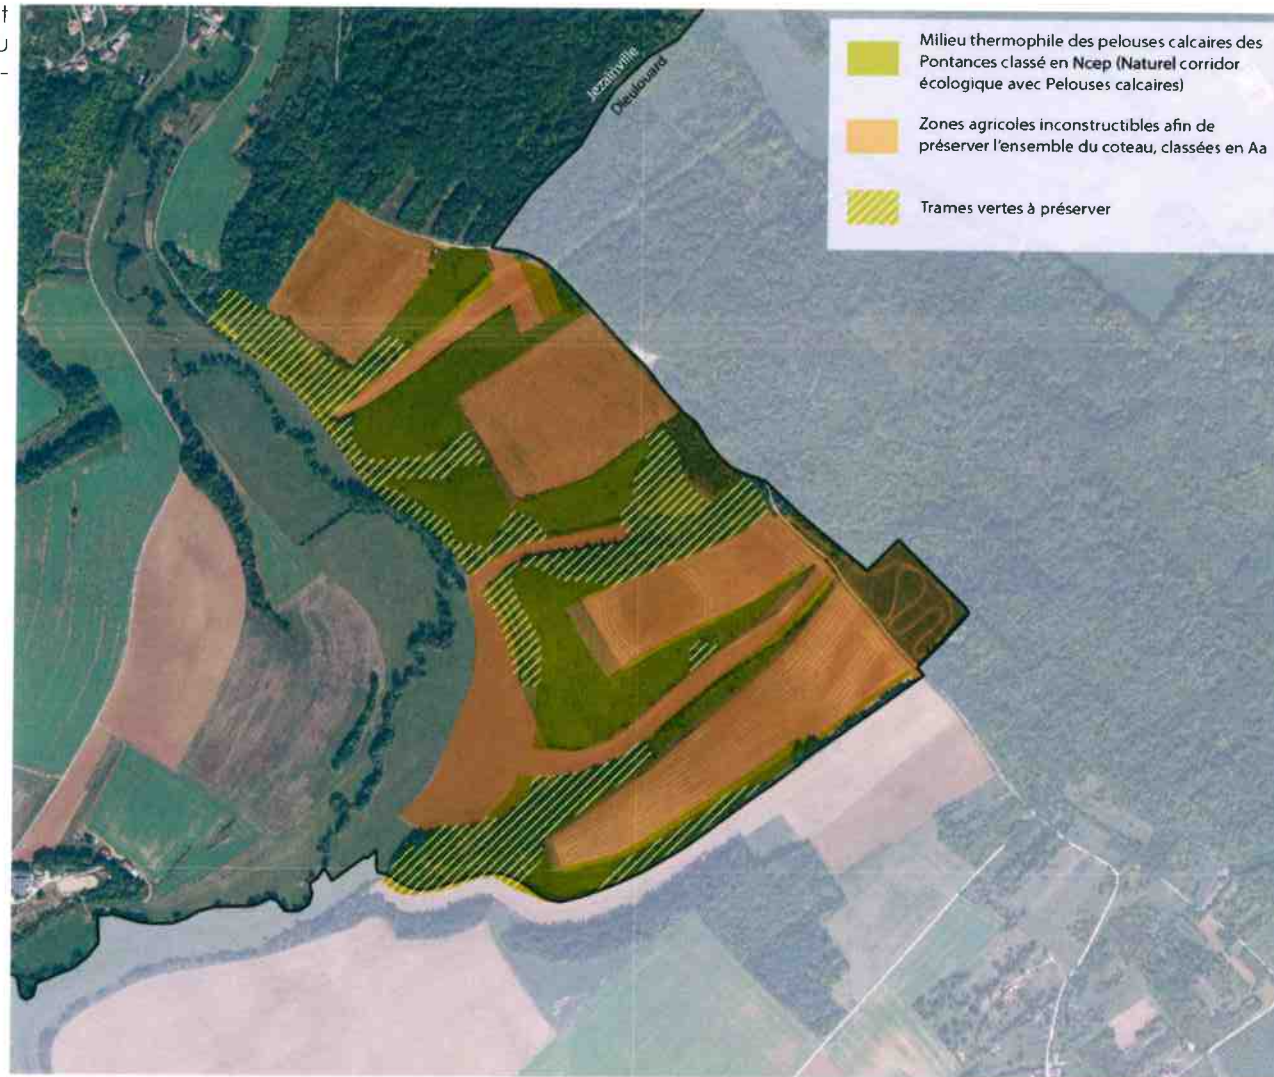 t
U
-
Milieu thermophile des pelouses calcaires des
Pontances classé en Ncep (Naturel corridor
écologique avec Pelouses calcaires)
Zones agricoles inconstructibles afin de
préserver l'ensemble du coteau, classées en Aa
Trames vertes à préserver
Jezainville
Dieulouard